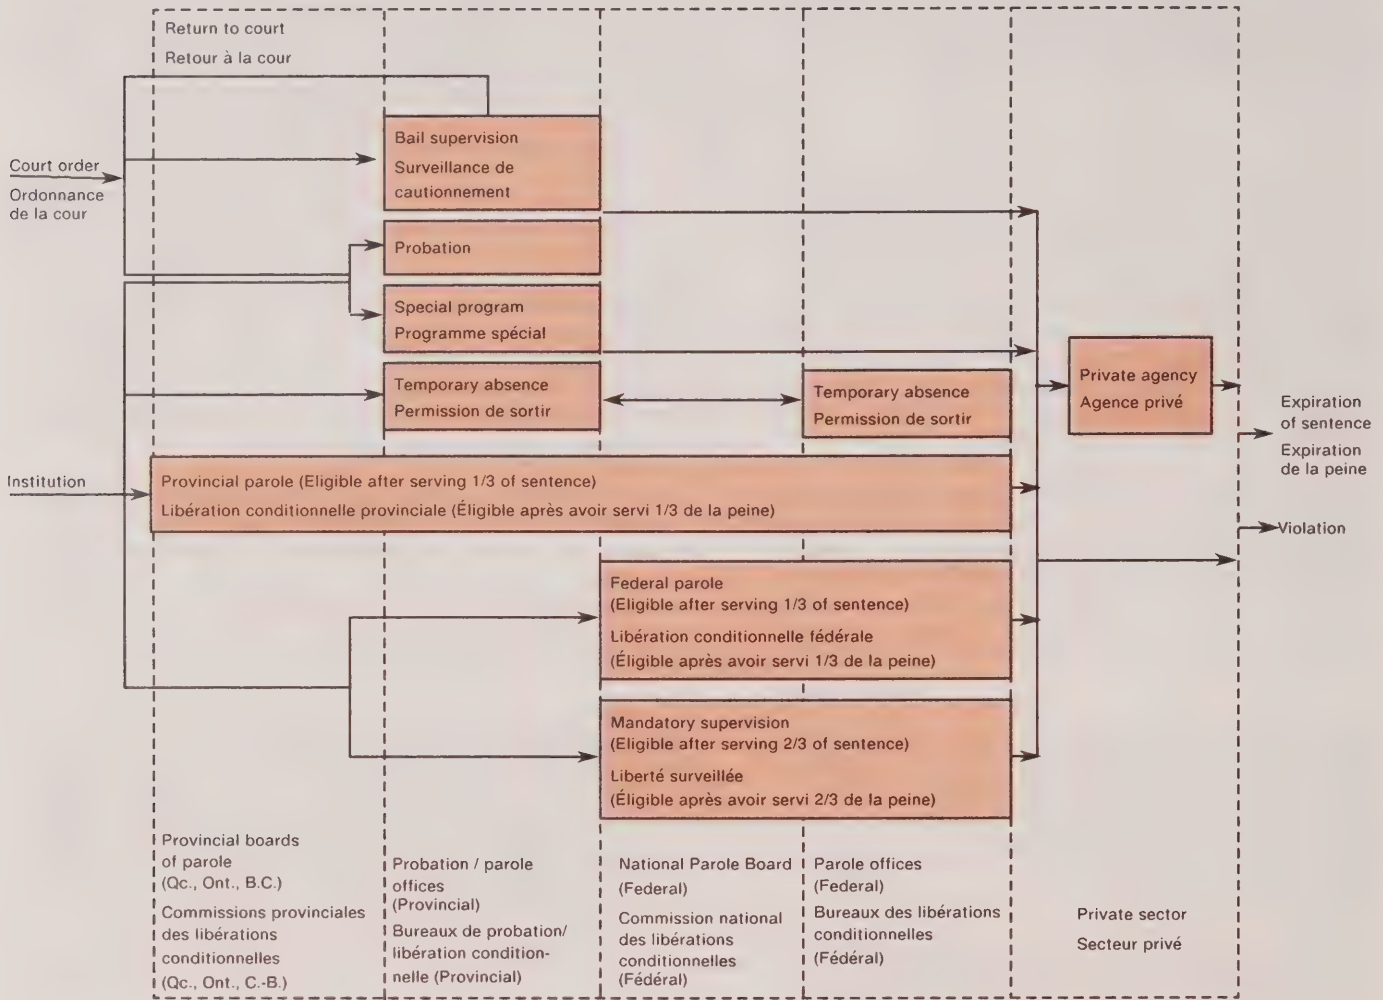 Return to court
Retour à la cour
Court order
Ordonnance
de la cour
Bail supervision
Surveillance de
cautionnement
Probation
Special program
Programme spécial
Temporary absence
Permission de sortir
Temporary absence
Permission de sortir
Private agency
Agence privé
Expiration
of sentence
Expiration
de la peine
Institution
Provincial parole (Eligible after serving 1/3 of sentence)
Libération conditionnelle provinciale (Éligible après avoir servi 1/3 de la peine)
Violation
Federal parole
(Eligible after serving 1/3 of sentence)
Libération conditionnelle fédérale
(Éligible après avoir servi 1/3 de la peine)
Mandatory supervision
(Eligible after serving 2/3 of sentence)
Liberté surveillée
(Éligible après avoir servi 2/3 de la peine)
Provincial boards
of parole
(Qc., Ont., B.C.)
Commissions provinciales
des libérations
conditionnelles
(Qc., Ont., C.-B.)
Probation / parole
offices
(Provincial)
Bureaux de probation/
libération condition-
nelle (Provincial)
National Parole Board
(Federal)
Commission national
des libérations
conditionnelles
(Fédéral)
Parole offices
(Federal)
Bureaux des libérations
conditionnelles
(Fédéral)
Private sector
Secteur privé